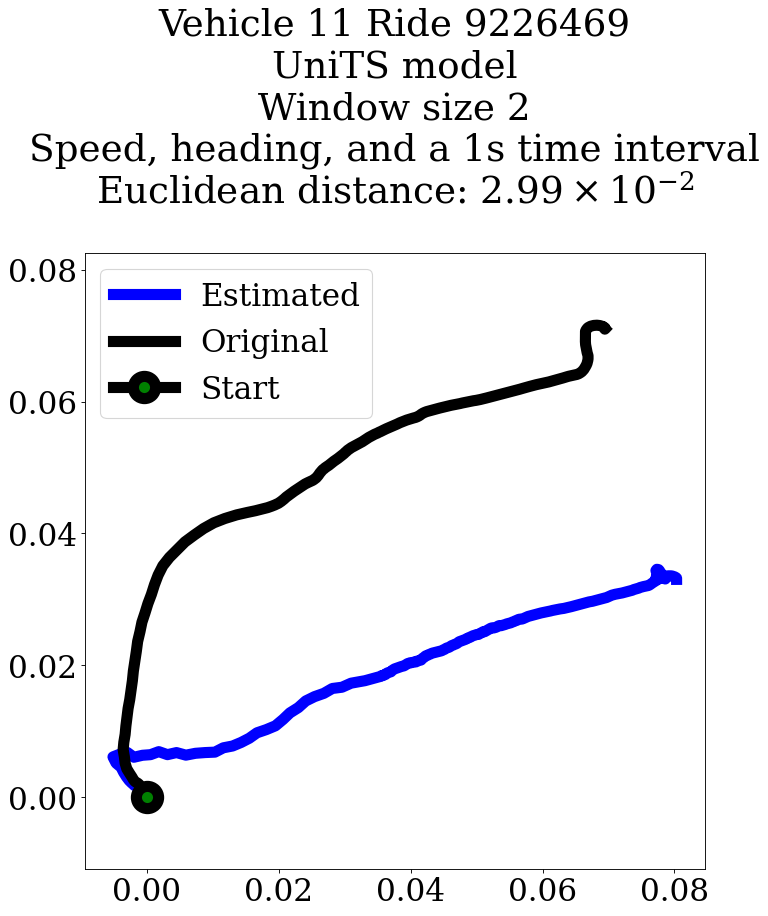 Vehicle 11 Ride 9226469
UniTS model
Window size 2
Speed, heading, and a 1s time interval
Euclidean distance: 2.99 × 10⁻²
Estimated
Original
Start
0.08
0.06
0.04
0.02
0.00
0.00 0.02 0.04 0.06 0.08